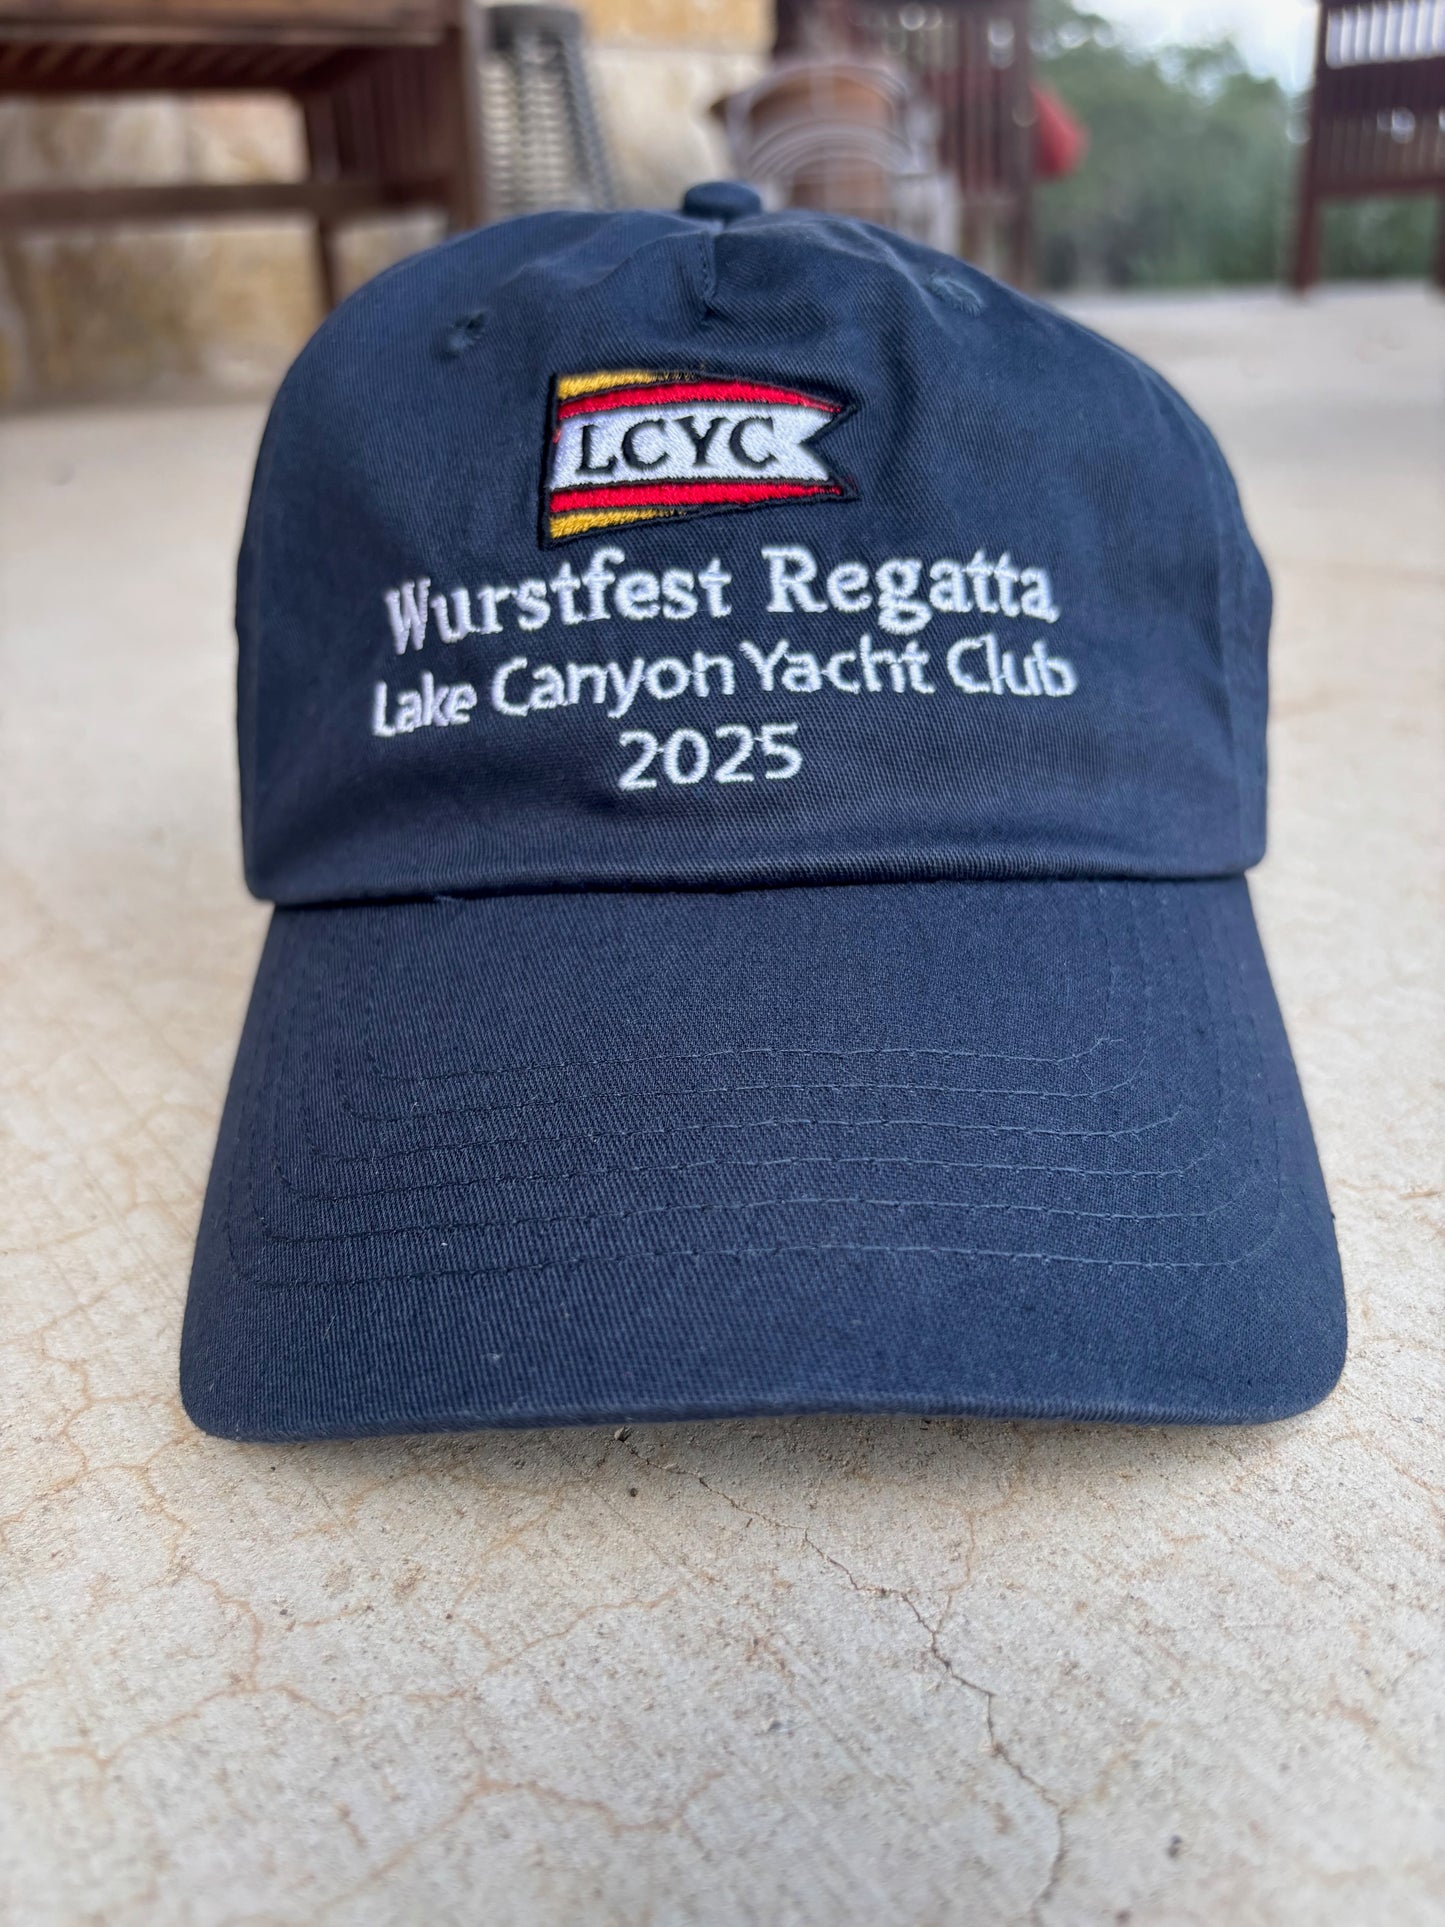 LCYC
Wurstfest Regatta
Lake Canyon Yacht Club
2025